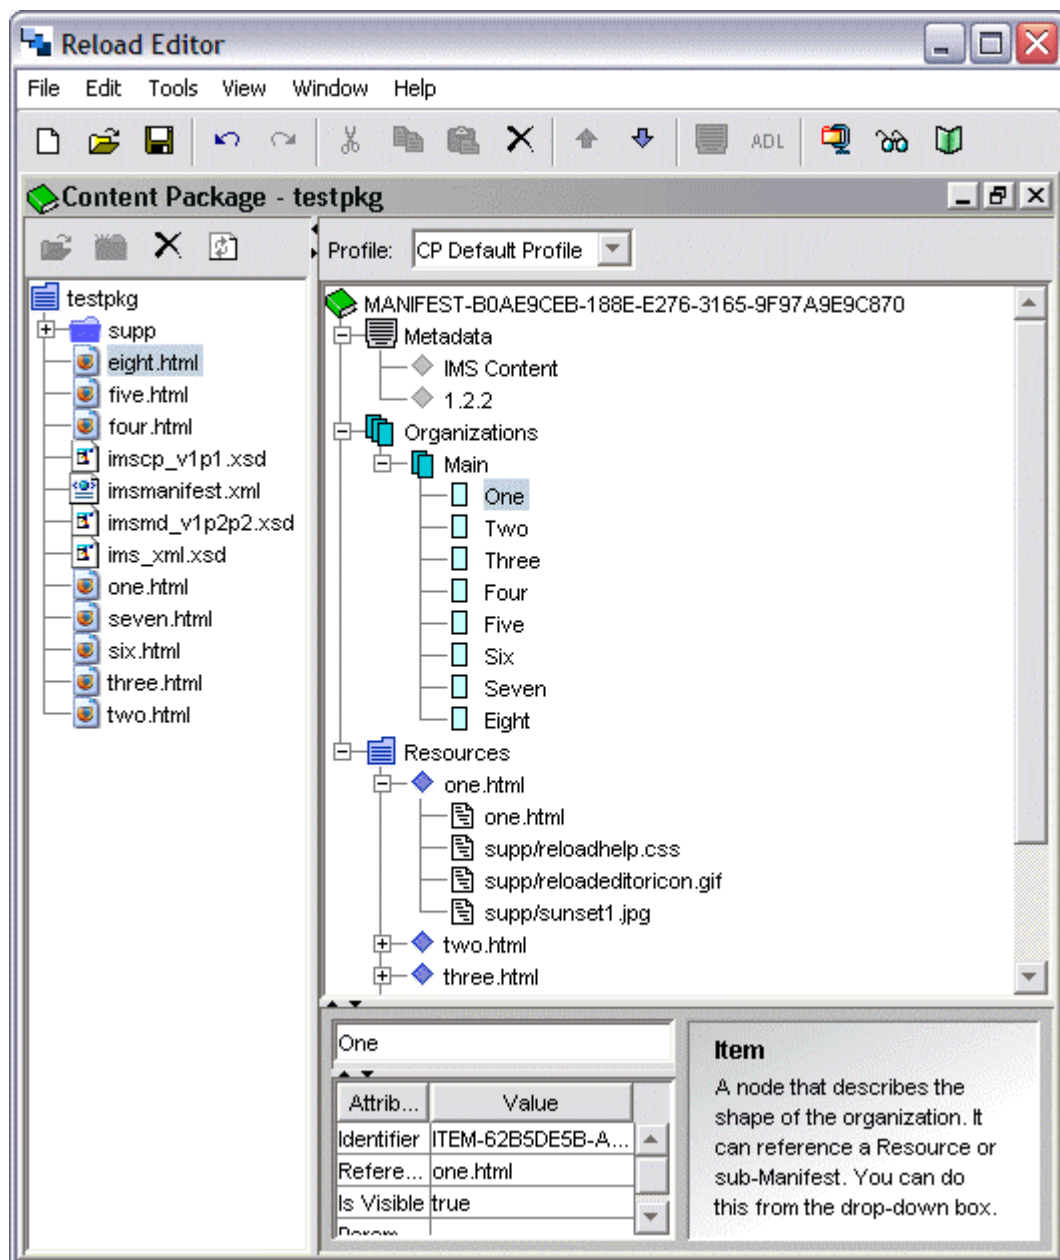 Reload Editor
File Edit Tools View Window Help
ADL
Content Package - testpkg
Profile: CP Default Profile
testpkg
supp
eight.html
five.html
four.html
imscp_v1p1.xsd
imsmanifest.xml
imsmd_v1p2p2.xsd
ims_xml.xsd
one.html
seven.html
six.html
three.html
two.html
MANIFEST-B0AE9CEB-188E-E276-3165-9F97A9E9C870
Metadata
IMS Content
1.2.2
Organizations
Main
One
Two
Three
Four
Five
Six
Seven
Eight
Resources
one.html
one.html
supp/reloadhelp.css
supp/reloadeditoricon.gif
supp/sunset1.jpg
two.html
three.html
One
Attrib... Value
Identifier ITEM-62B5DE5B-A...
Refere... one.html
Is Visible true
Item
A node that describes the
shape of the organization. It
can reference a Resource or
sub-Manifest. You can do
this from the drop-down box.